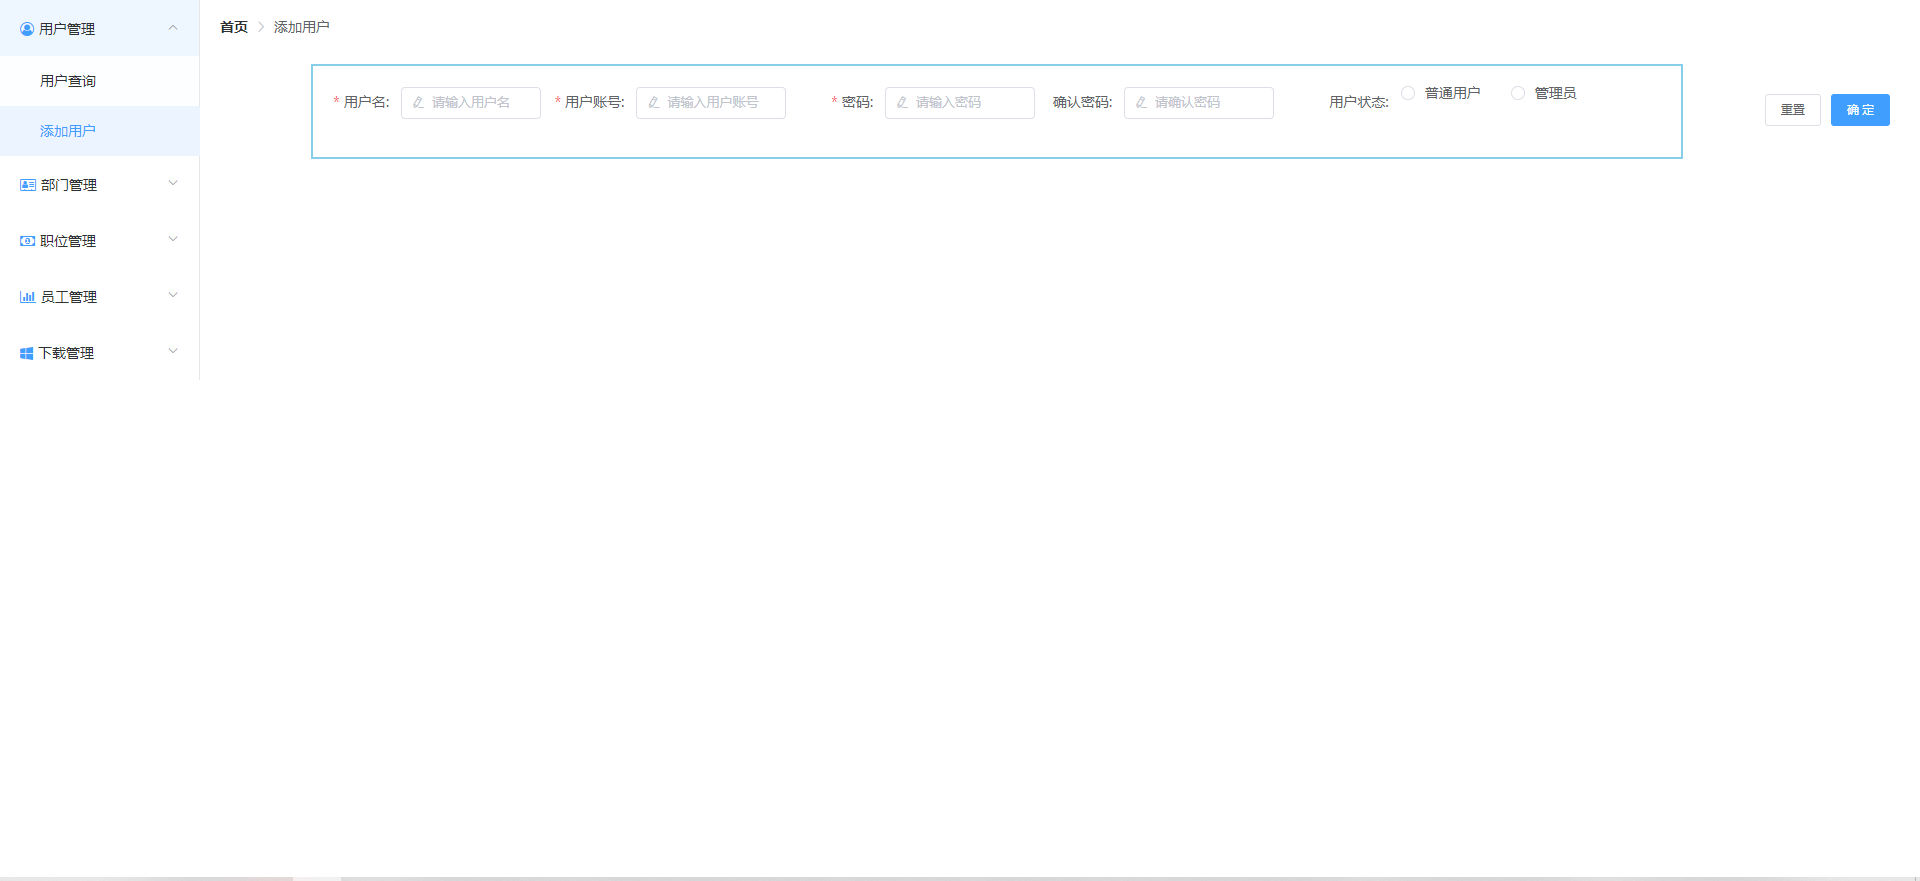 用户管理
用户查询
添加用户
部门管理
职位管理
员工管理
下载管理
首页 > 添加用户
* 用户名: 请输入用户名 * 用户账号: 请输入用户账号 * 密码: 请输入密码 确认密码: 请确认密码 用户状态: 普通用户 管理员
重置 确 定